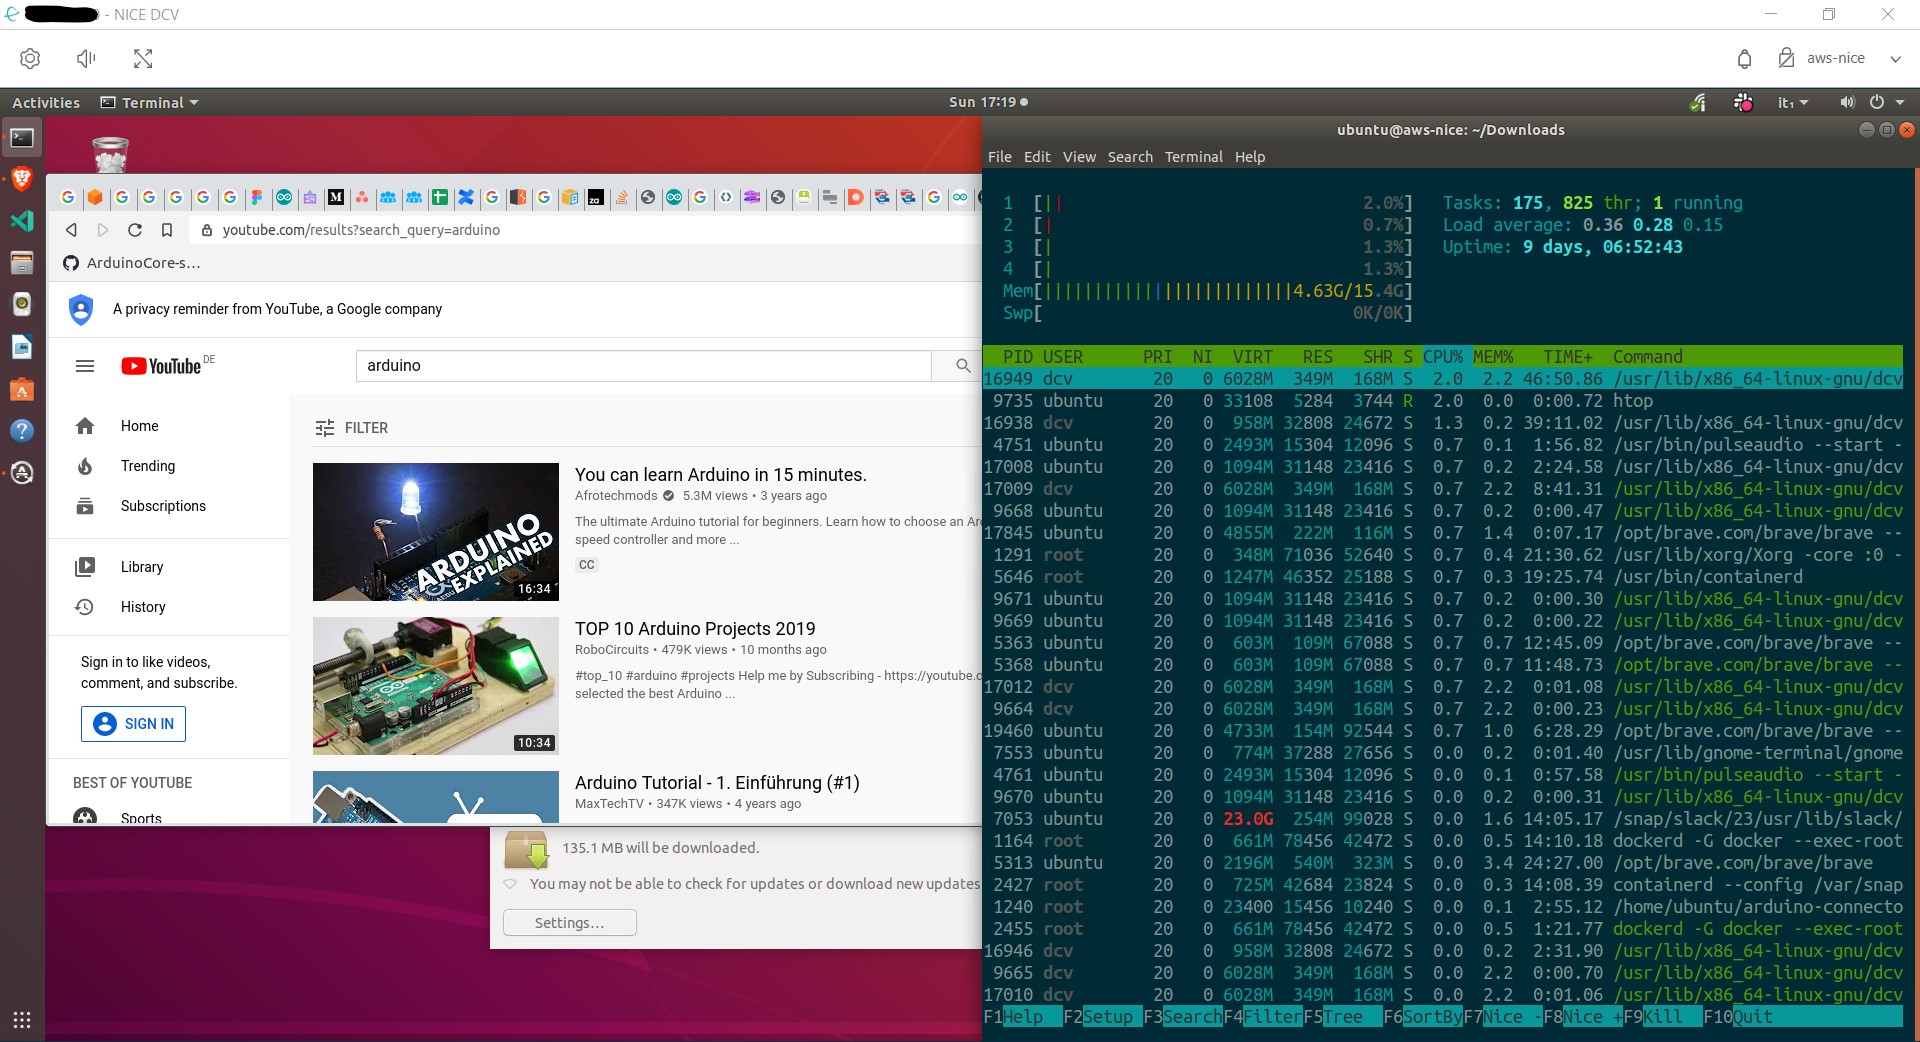 - NICE DCV
aws-nice
Activities Terminal Sun 17:19 it₁
ubuntu@aws-nice: ~/Downloads
File Edit View Search Terminal Help
youtube.com/results?search_query=arduino
ArduinoCore-s...
A privacy reminder from YouTube, a Google company
YouTube DE
arduino
Home
Trending
Subscriptions
Library
History
Sign in to like videos,
comment, and subscribe.
SIGN IN
BEST OF YOUTUBE
Sports
FILTER
ARDUINO
EXPLAINED
16:34
You can learn Arduino in 15 minutes.
Afrotechmods 5.3M views • 3 years ago
The ultimate Arduino tutorial for beginners. Learn how to choose an Ar
speed controller and more ...
CC
10:34
TOP 10 Arduino Projects 2019
RoboCircuits • 479K views • 10 months ago
#top_10 #arduino #projects Help me by Subscribing - https://youtube.c
selected the best Arduino ...
Arduino Tutorial - 1. Einführung (#1)
MaxTechTV • 347K views • 4 years ago
135.1 MB will be downloaded.
You may not be able to check for updates or download new updates
Settings...
1 [|| 2.0%] Tasks: 175, 825 thr; 1 running
2 [| 0.7%] Load average: 0.36 0.28 0.15
3 [| 1.3%] Uptime: 9 days, 06:52:43
4 [| 1.3%]
Mem[|||||||||||||||||||||||||4.63G/15.4G]
Swp[ 0K/0K]
PID USER PRI NI VIRT RES SHR S CPU% MEM% TIME+ Command
16949 dcv 20 0 6028M 349M 168M S 2.0 2.2 46:50.86 /usr/lib/x86_64-linux-gnu/dcv
9735 ubuntu 20 0 33108 5284 3744 R 2.0 0.0 0:00.72 htop
16938 dcv 20 0 958M 32808 24672 S 1.3 0.2 39:11.02 /usr/lib/x86_64-linux-gnu/dcv
4751 ubuntu 20 0 2493M 15304 12096 S 0.7 0.1 1:56.82 /usr/bin/pulseaudio --start -
17008 ubuntu 20 0 1094M 31148 23416 S 0.7 0.2 2:24.58 /usr/lib/x86_64-linux-gnu/dcv
17009 dcv 20 0 6028M 349M 168M S 0.7 2.2 8:41.31 /usr/lib/x86_64-linux-gnu/dcv
9668 ubuntu 20 0 1094M 31148 23416 S 0.7 0.2 0:00.47 /usr/lib/x86_64-linux-gnu/dcv
17845 ubuntu 20 0 4855M 222M 116M S 0.7 1.4 0:07.17 /opt/brave.com/brave/brave --
1291 root 20 0 348M 71036 52640 S 0.7 0.4 21:30.62 /usr/lib/xorg/Xorg -core :0 -
5646 root 20 0 1247M 46352 25188 S 0.7 0.3 19:25.74 /usr/bin/containerd
9671 ubuntu 20 0 1094M 31148 23416 S 0.7 0.2 0:00.30 /usr/lib/x86_64-linux-gnu/dcv
9669 ubuntu 20 0 1094M 31148 23416 S 0.7 0.2 0:00.22 /usr/lib/x86_64-linux-gnu/dcv
5363 ubuntu 20 0 603M 109M 67088 S 0.7 0.7 12:45.09 /opt/brave.com/brave/brave --
5368 ubuntu 20 0 603M 109M 67088 S 0.7 0.7 11:48.73 /opt/brave.com/brave/brave --
17012 dcv 20 0 6028M 349M 168M S 0.7 2.2 0:01.08 /usr/lib/x86_64-linux-gnu/dcv
9664 dcv 20 0 6028M 349M 168M S 0.7 2.2 0:00.23 /usr/lib/x86_64-linux-gnu/dcv
19460 ubuntu 20 0 4733M 154M 92544 S 0.7 1.0 6:28.29 /opt/brave.com/brave/brave --
7553 ubuntu 20 0 774M 37288 27656 S 0.0 0.2 0:01.40 /usr/lib/gnome-terminal/gnome
4761 ubuntu 20 0 2493M 15304 12096 S 0.0 0.1 0:57.58 /usr/bin/pulseaudio --start -
9670 ubuntu 20 0 1094M 31148 23416 S 0.0 0.2 0:00.31 /usr/lib/x86_64-linux-gnu/dcv
7053 ubuntu 20 0 23.0G 254M 99028 S 0.0 1.6 14:05.17 /snap/slack/23/usr/lib/slack/
1164 root 20 0 661M 78456 42472 S 0.0 0.5 14:10.18 dockerd -G docker --exec-root
5313 ubuntu 20 0 2196M 540M 323M S 0.0 3.4 24:27.00 /opt/brave.com/brave/brave
2427 root 20 0 725M 42684 23824 S 0.0 0.3 14:08.39 containerd --config /var/snap
1240 root 20 0 23400 15456 10240 S 0.0 0.1 2:55.12 /home/ubuntu/arduino-connecto
2455 root 20 0 661M 78456 42472 S 0.0 0.5 1:21.77 dockerd -G docker --exec-root
16946 dcv 20 0 958M 32808 24672 S 0.0 0.2 2:31.90 /usr/lib/x86_64-linux-gnu/dcv
9665 dcv 20 0 6028M 349M 168M S 0.0 2.2 0:00.70 /usr/lib/x86_64-linux-gnu/dcv
17010 dcv 20 0 6028M 349M 168M S 0.0 2.2 0:01.06 /usr/lib/x86_64-linux-gnu/dcv
F1Help F2Setup F3SearchF4FilterF5Tree F6SortByF7Nice -F8Nice +F9Kill F10Quit